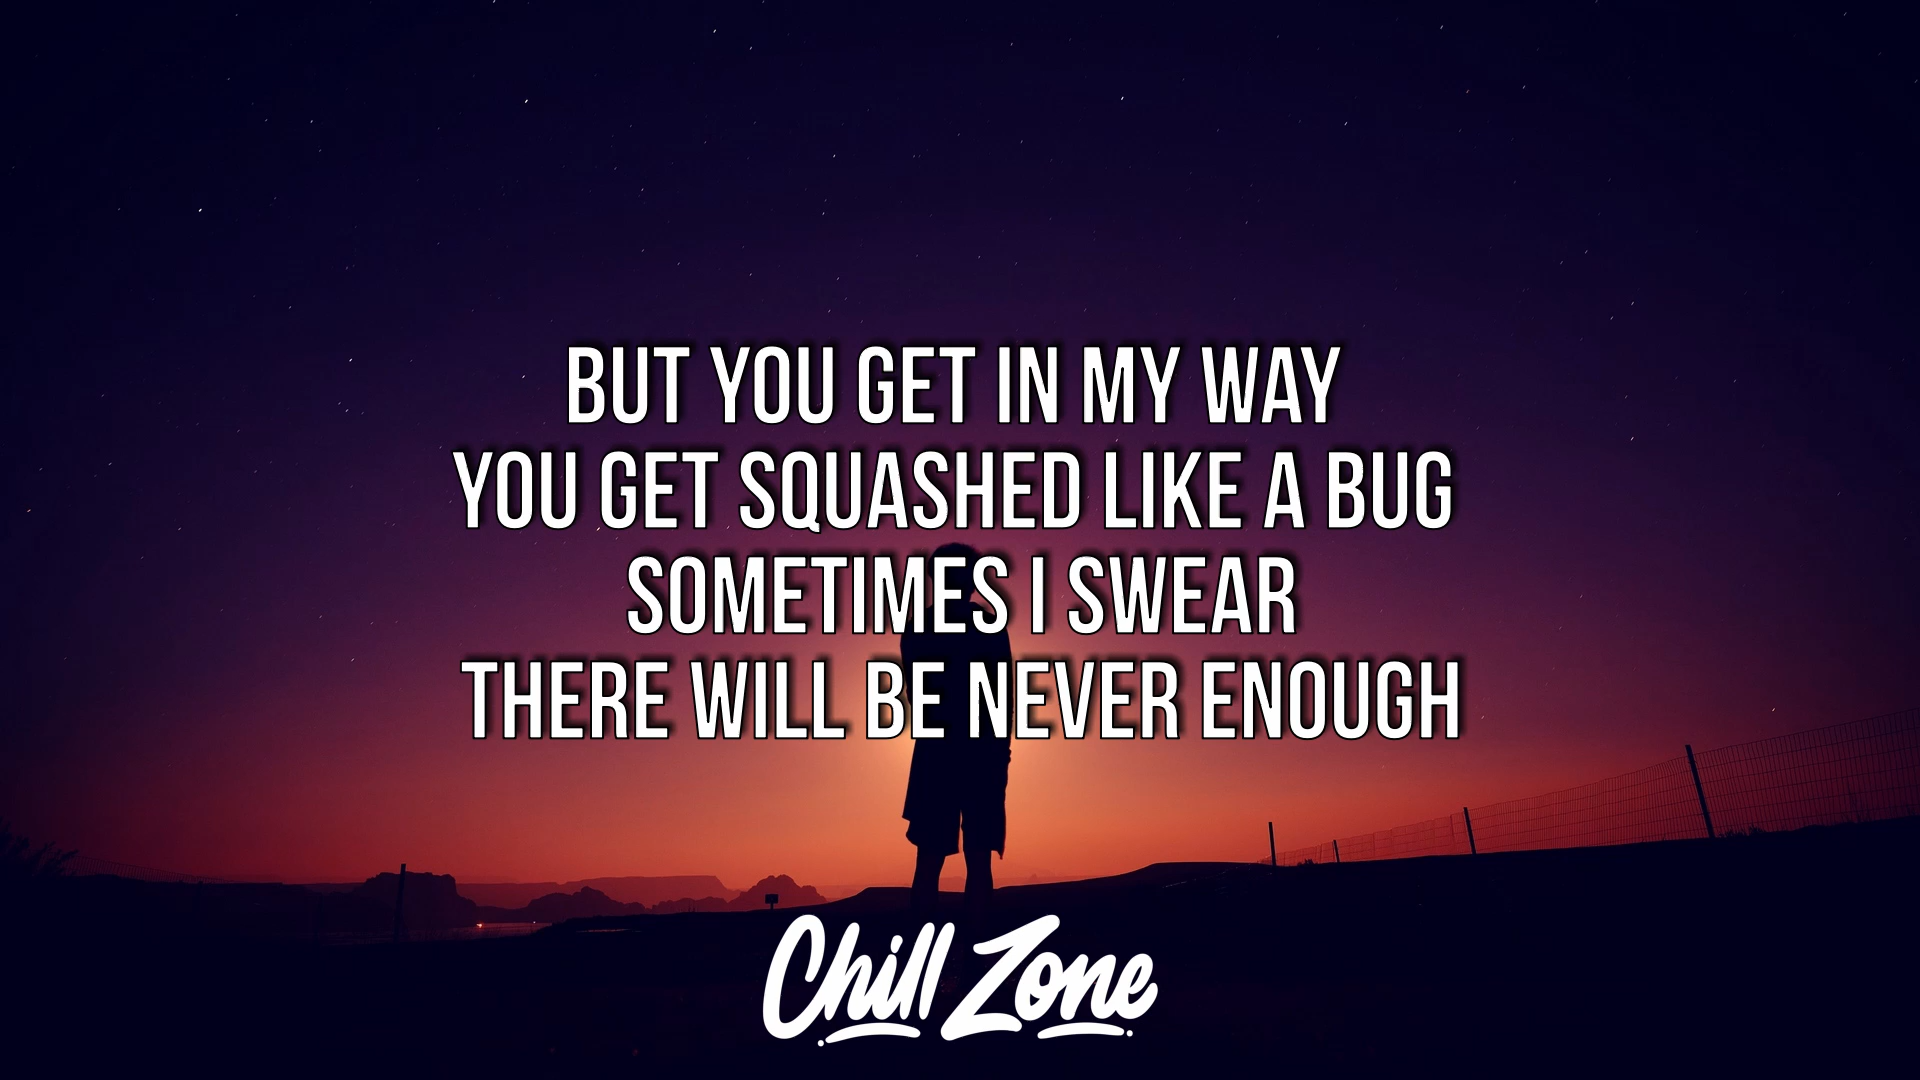 BUT YOU GET IN MY WAY
YOU GET SQUASHED LIKE A BUG
SOMETIMES I SWEAR
THERE WILL BE NEVER ENOUGH
Chill Zone